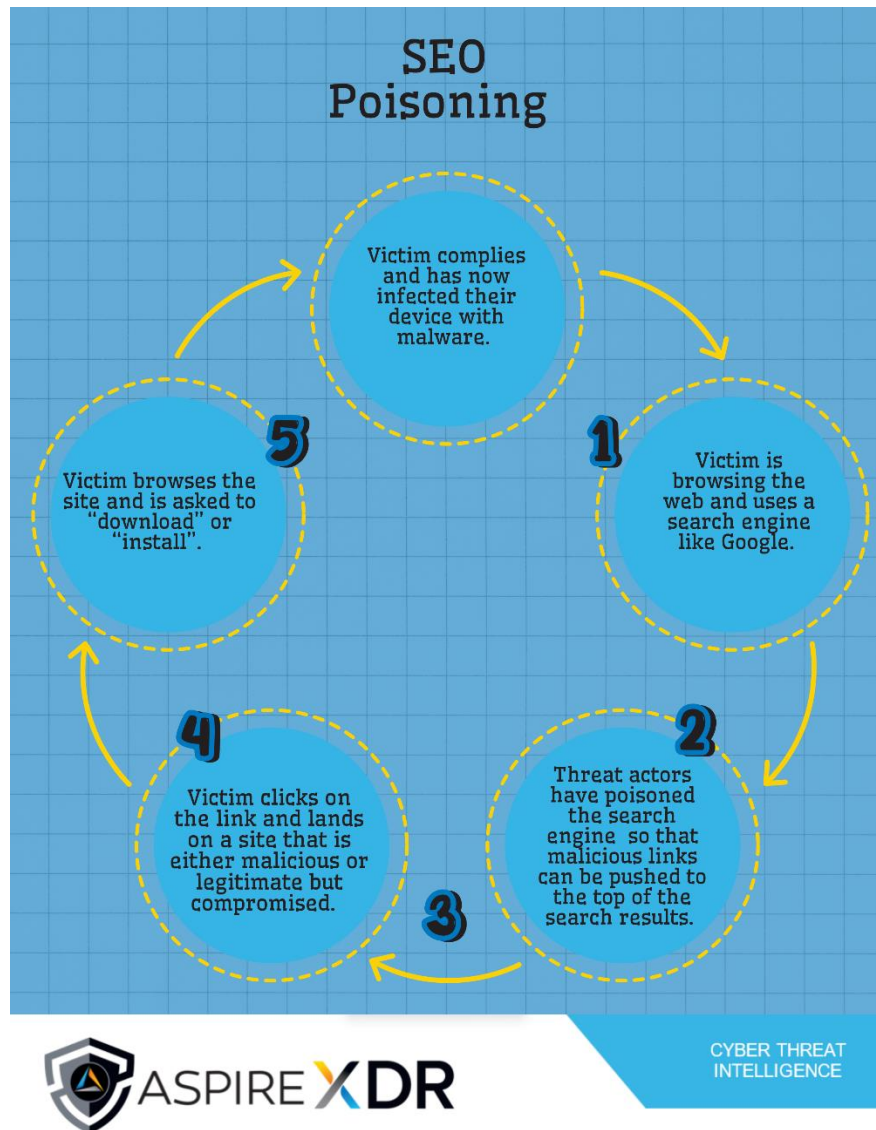 SEO
Poisoning
Victim complies
and has now
infected their
device with
malware.
1
Victim is
browsing the
web and uses a
search engine
like Google.
2
Threat actors
have poisoned
the search
engine so that
malicious links
can be pushed to
the top of the
search results.
3
4
Victim clicks on
the link and lands
on a site that is
either malicious or
legitimate but
compromised.
5
Victim browses the
site and is asked to
“download” or
“install”.
ASPIRE XDR
CYBER THREAT
INTELLIGENCE